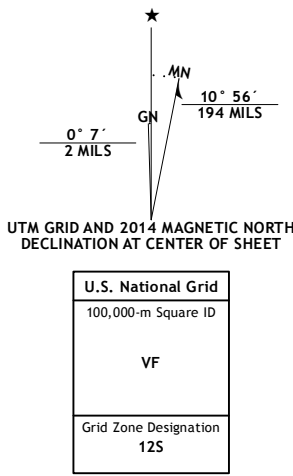 ★
MN
GN
0° 7´
2 MILS
10° 56´
194 MILS
UTM GRID AND 2014 MAGNETIC NORTH
DECLINATION AT CENTER OF SHEET
U.S. National Grid
100,000-m Square ID
VF
Grid Zone Designation
12S